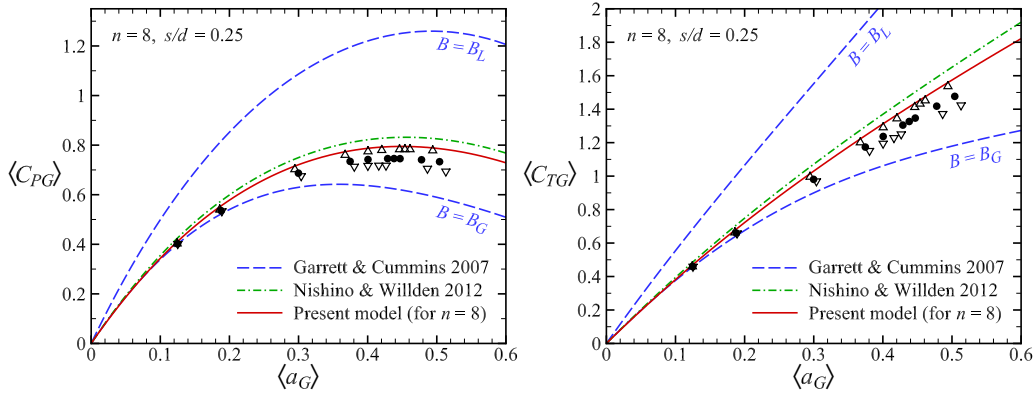 n = 8, s/d = 0.25
B = B_L
B = B_G
Garrett & Cummins 2007
Nishino & Willden 2012
Present model (for n = 8)
⟨C_PG⟩
1.2
1
0.8
0.6
0.4
0.2
0
0 0.1 0.2 0.3 0.4 0.5 0.6
⟨a_G⟩
n = 8, s/d = 0.25
B = B_L
B = B_G
Garrett & Cummins 2007
Nishino & Willden 2012
Present model (for n = 8)
⟨C_TG⟩
2
1.8
1.6
1.4
1.2
1
0.8
0.6
0.4
0.2
0
0 0.1 0.2 0.3 0.4 0.5 0.6
⟨a_G⟩